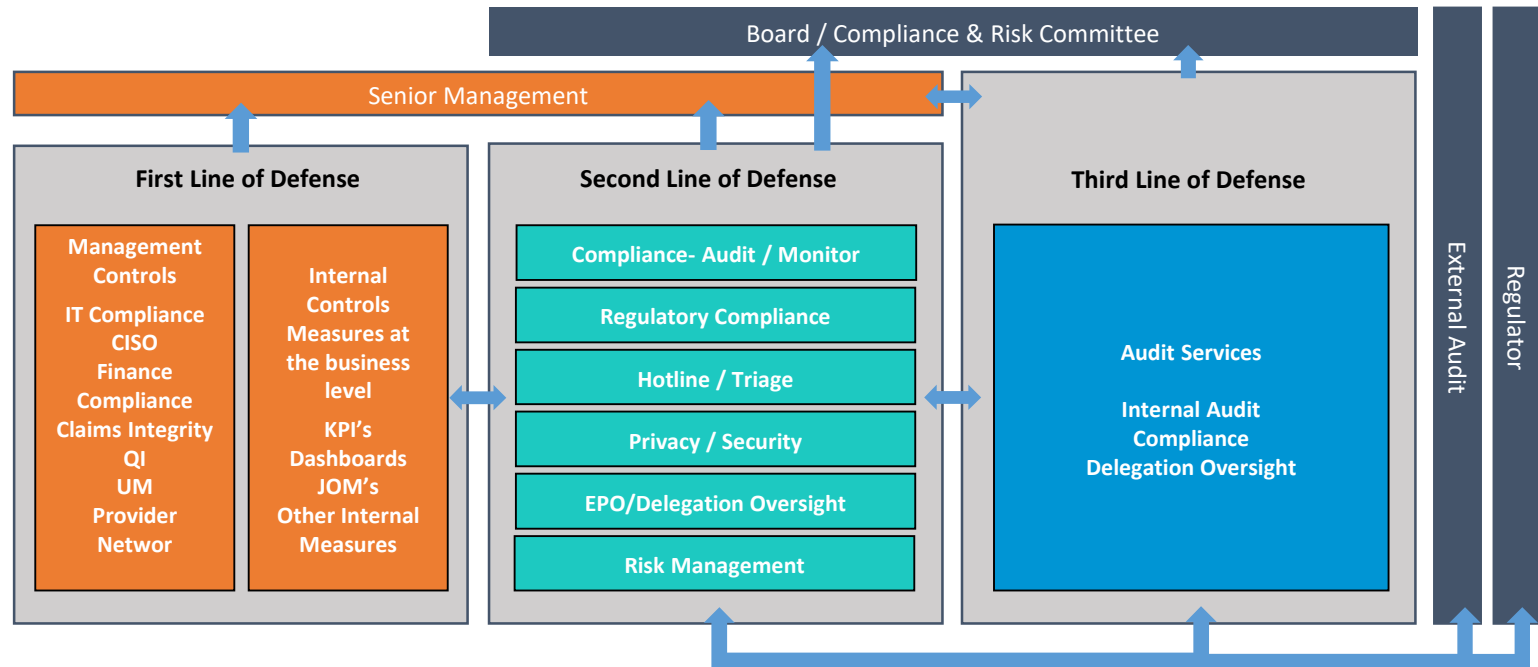 Board / Compliance & Risk Committee
Senior Management
First Line of Defense
Management
Controls
IT Compliance
CISO
Finance
Compliance
Claims Integrity
QI
UM
Provider
Networ
Internal
Controls
Measures at
the business
level
KPI’s
Dashboards
JOM’s
Other Internal
Measures
Second Line of Defense
Compliance- Audit / Monitor
Regulatory Compliance
Hotline / Triage
Privacy / Security
EPO/Delegation Oversight
Risk Management
Third Line of Defense
Audit Services
Internal Audit
Compliance
Delegation Oversight
External Audit
Regulator